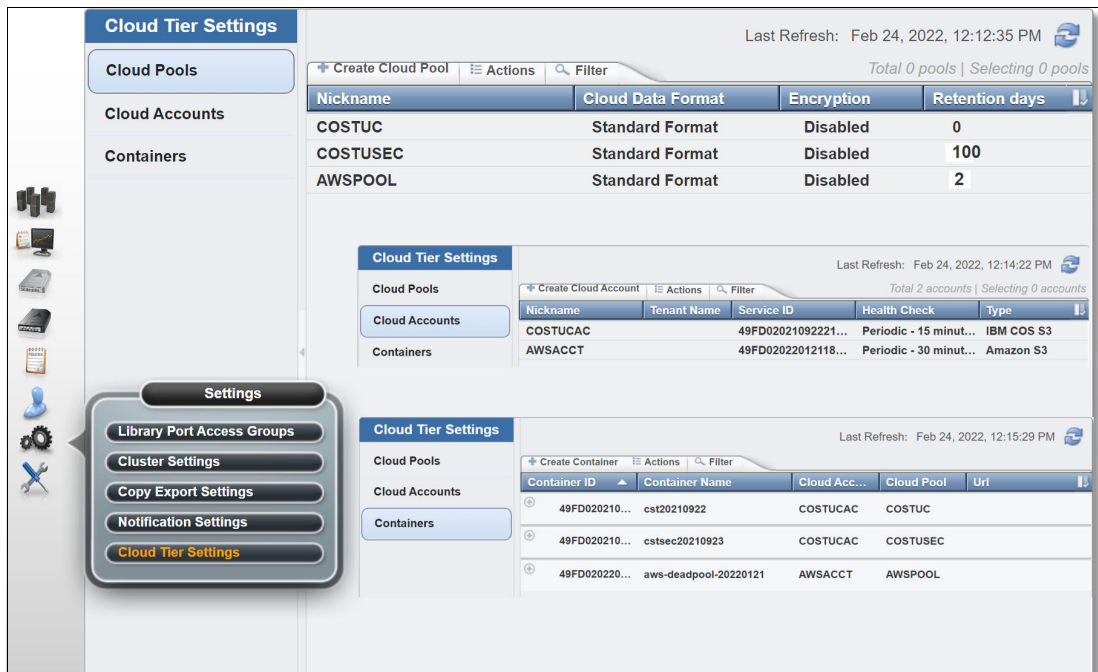 Cloud Tier Settings
Last Refresh: Feb 24, 2022, 12:12:35 PM
Cloud Pools
Cloud Accounts
Containers
Create Cloud Pool Actions Filter Total 0 pools | Selecting 0 pools
Nickname Cloud Data Format Encryption Retention days
COSTUC Standard Format Disabled 0
COSTUSEC Standard Format Disabled 100
AWSPOOL Standard Format Disabled 2
Cloud Tier Settings
Last Refresh: Feb 24, 2022, 12:14:22 PM
Cloud Pools
Cloud Accounts
Containers
Create Cloud Account Actions Filter Total 2 accounts | Selecting 0 accounts
Nickname Tenant Name Service ID Health Check Type
COSTUCAC 49FD02021092221... Periodic - 15 minut... IBM COS S3
AWSACCT 49FD02022012118... Periodic - 30 minut... Amazon S3
Settings
Library Port Access Groups
Cluster Settings
Copy Export Settings
Notification Settings
Cloud Tier Settings
Cloud Tier Settings
Last Refresh: Feb 24, 2022, 12:15:29 PM
Cloud Pools
Cloud Accounts
Containers
Create Container Actions Filter
Container ID Container Name Cloud Acc... Cloud Pool Url
49FD020210... cst20210922 COSTUCAC COSTUC
49FD020210... cstsec20210923 COSTUCAC COSTUSEC
49FD020220... aws-deadpool-20220121 AWSACCT AWSPOOL